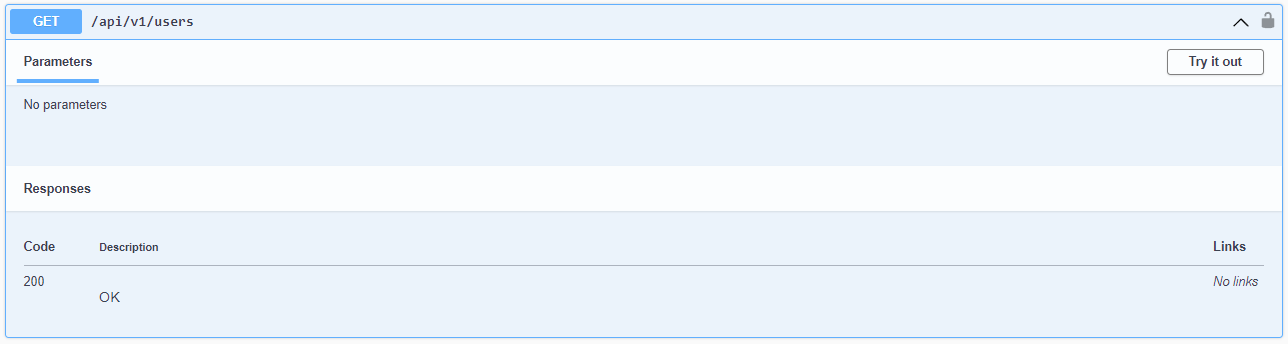 GET /api/v1/users
Parameters Try it out
No parameters
Responses
Code Description Links
200 No links
OK